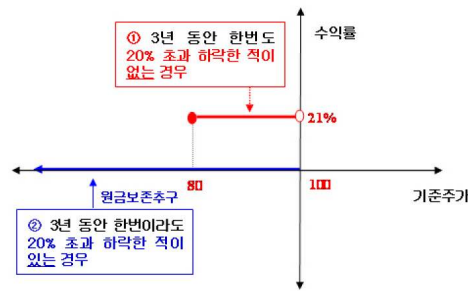 ① 3년 동안 한번도
20% 초과 하락한 적이
없는 경우
수익률
21%
80
100
기준주가
원금보존추구
② 3년 동안 한번이라도
20% 초과 하락한 적이
있는 경우